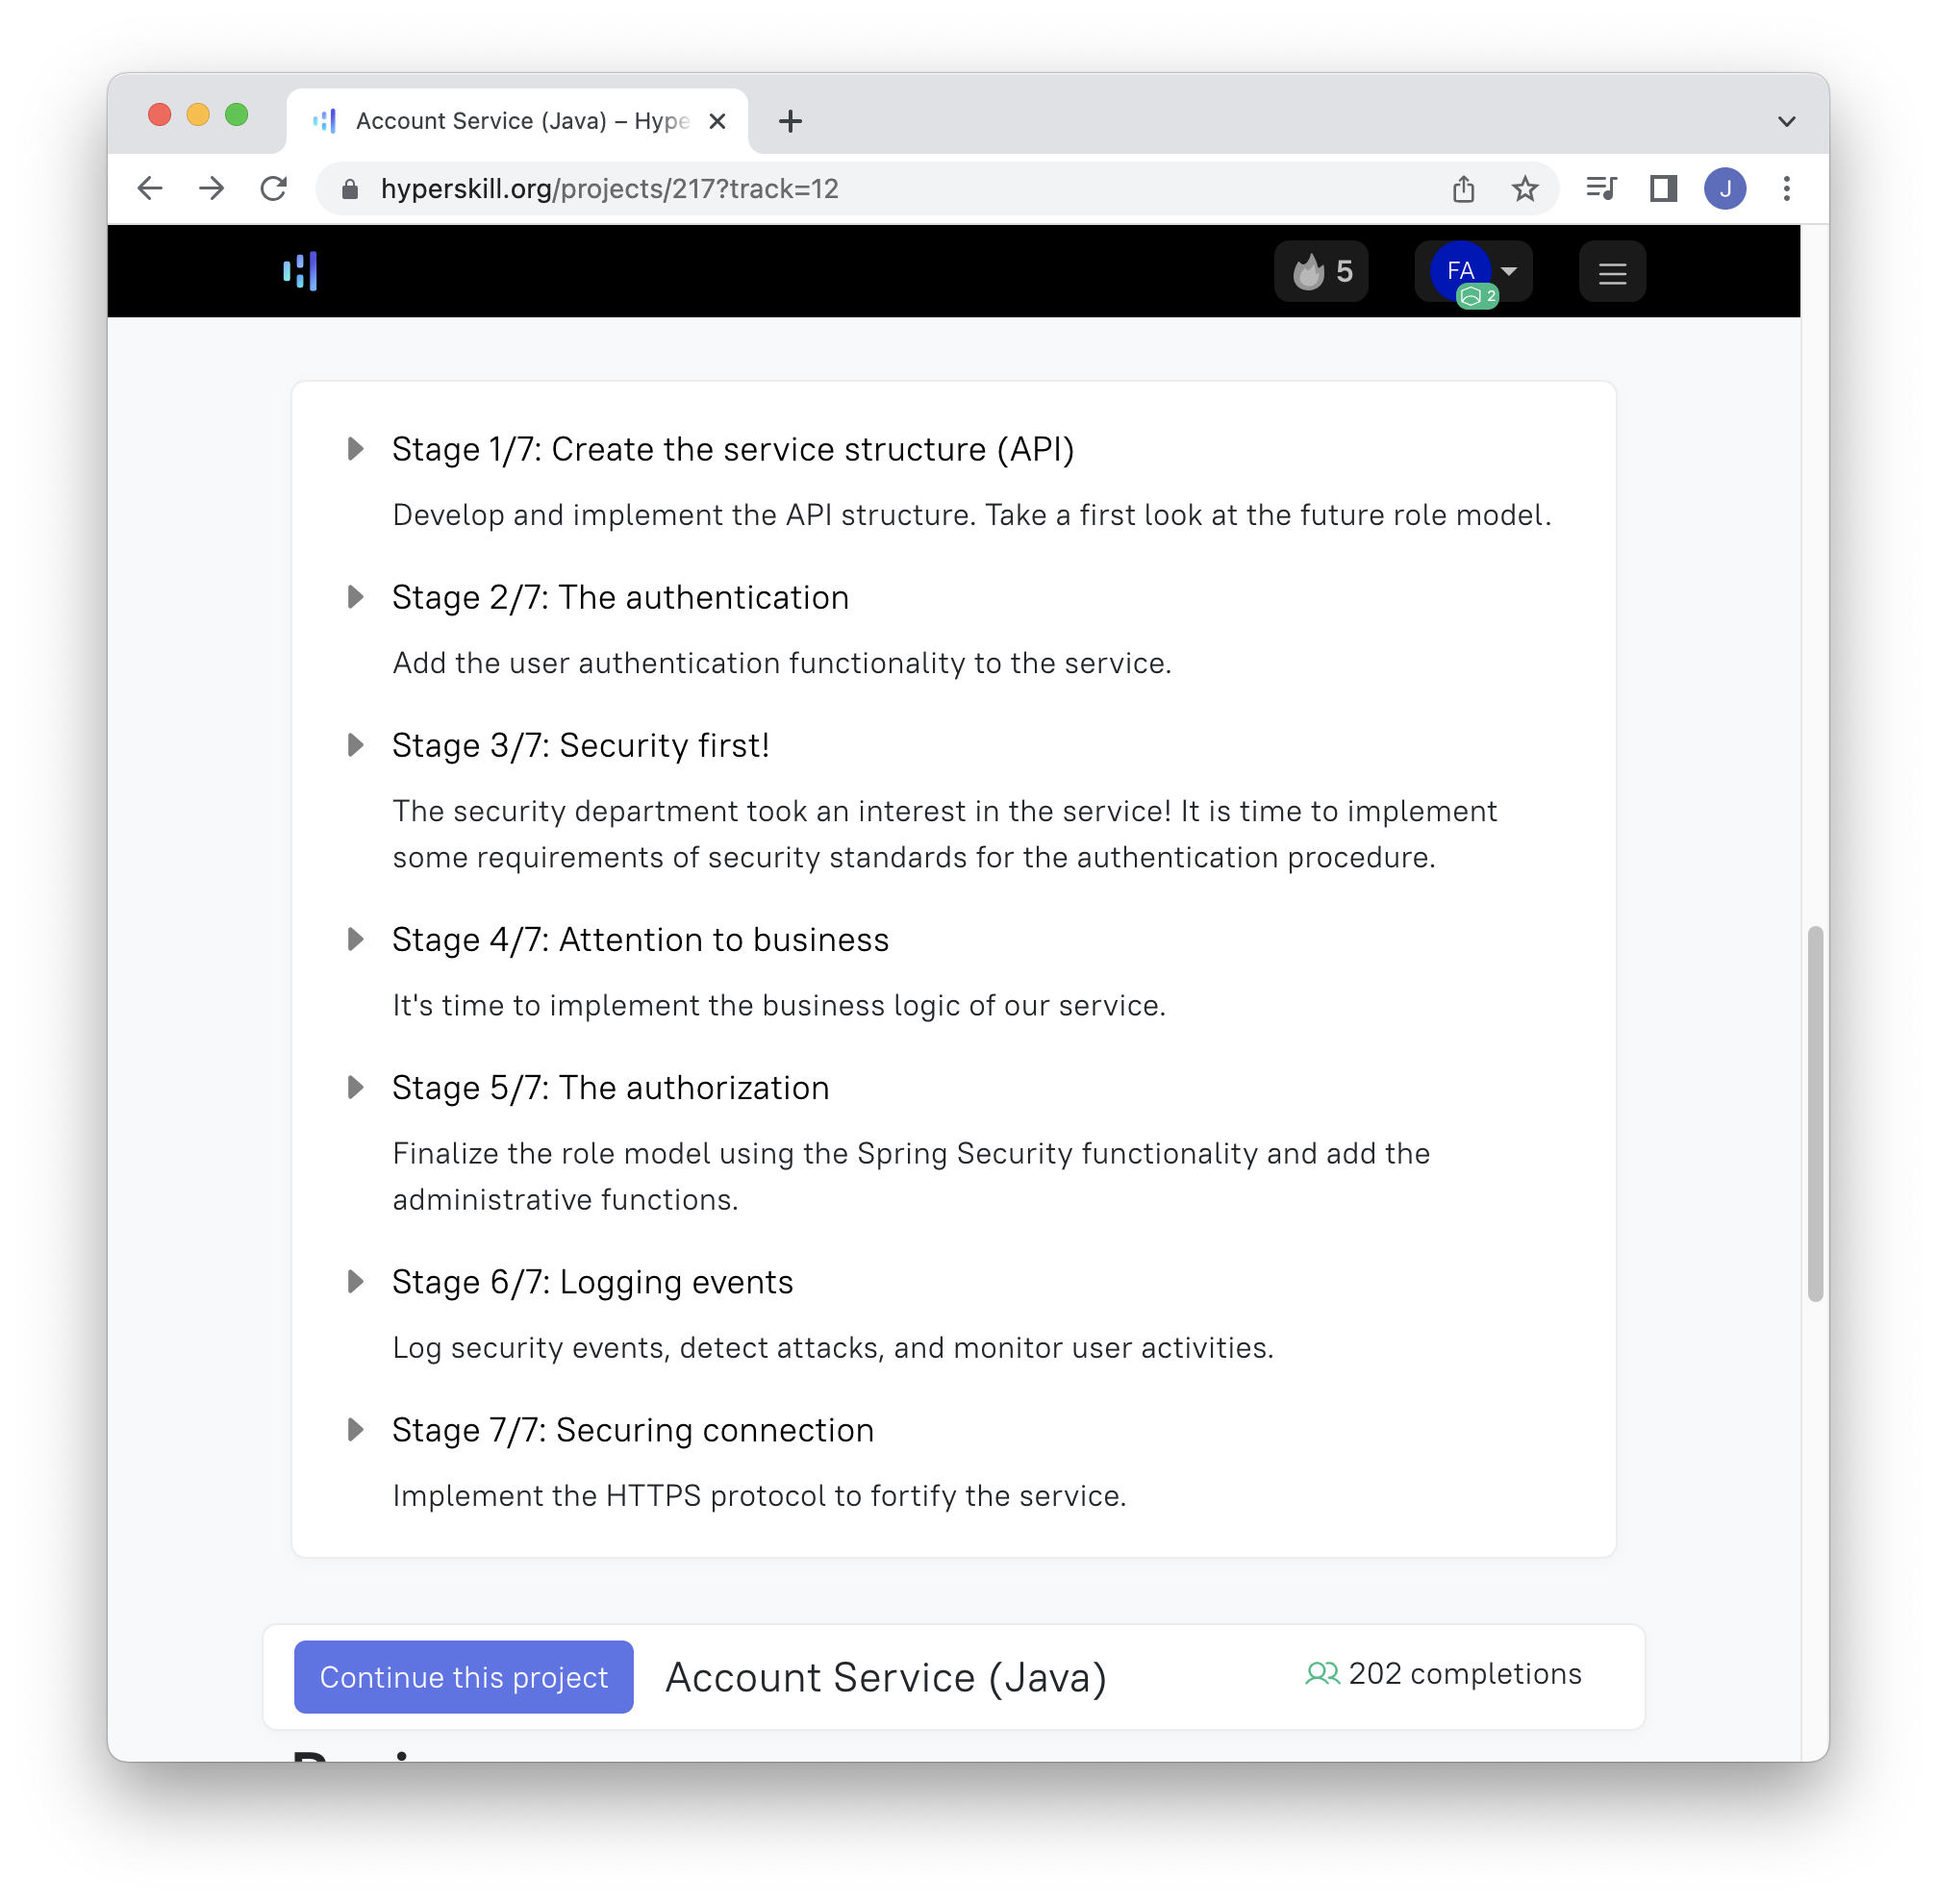 Account Service (Java) – Hype
hyperskill.org/projects/217?track=12
J
5
FA
2
Stage 1/7: Create the service structure (API)
Develop and implement the API structure. Take a first look at the future role model.
Stage 2/7: The authentication
Add the user authentication functionality to the service.
Stage 3/7: Security first!
The security department took an interest in the service! It is time to implement
some requirements of security standards for the authentication procedure.
Stage 4/7: Attention to business
It's time to implement the business logic of our service.
Stage 5/7: The authorization
Finalize the role model using the Spring Security functionality and add the
administrative functions.
Stage 6/7: Logging events
Log security events, detect attacks, and monitor user activities.
Stage 7/7: Securing connection
Implement the HTTPS protocol to fortify the service.
Continue this project
Account Service (Java)
202 completions